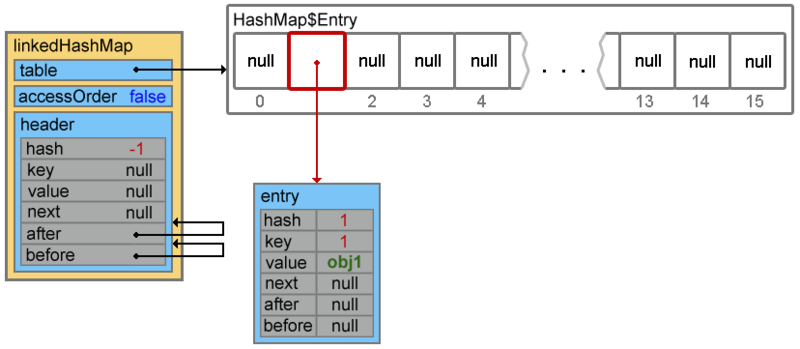 HashMap$Entry
null null null null null . . . null null null
0 2 3 4 13 14 15
linkedHashMap
table
accessOrder false
header
hash -1
key null
value null
next null
after
before
entry
hash 1
key 1
value obj1
next null
after null
before null